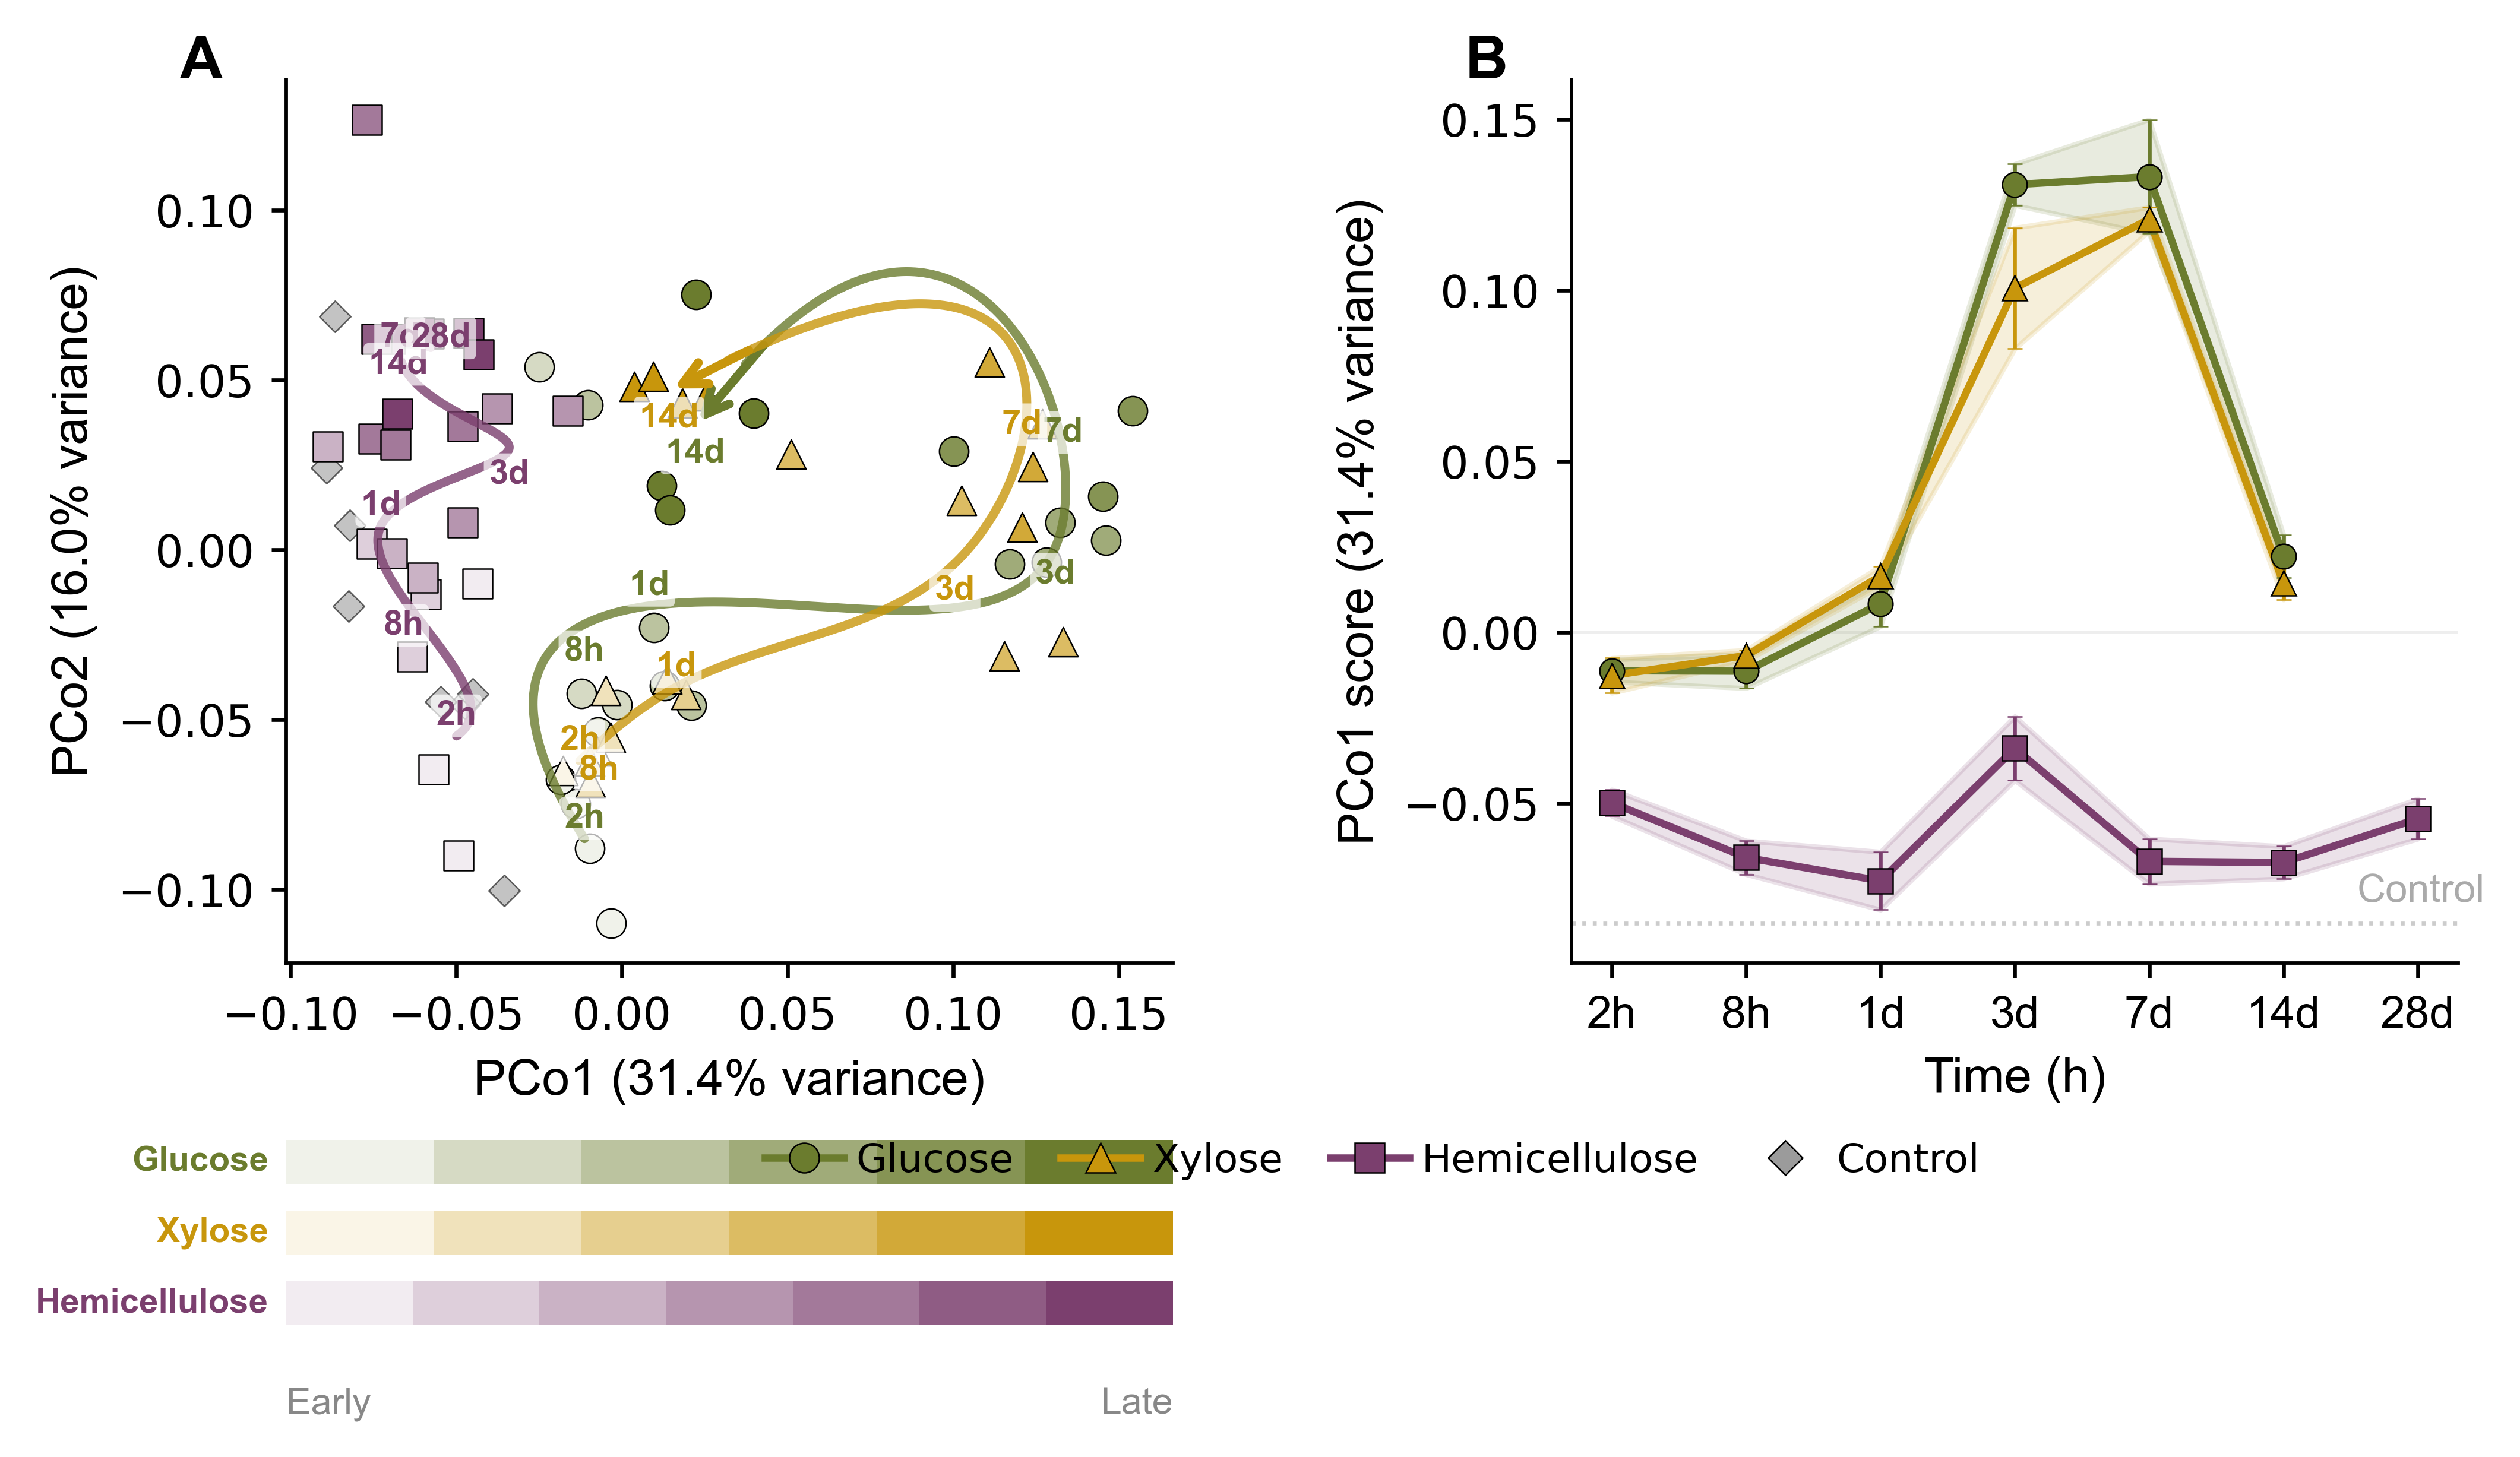 A
PCo2 (16.0% variance)
0.10
0.05
0.00
−0.05
−0.10
7d
28d
14d
3d
1d
8h
2h
14d
14d
7d
7d
3d
3d
1d
8h
1d
2h
8h
2h
−0.10
−0.05
0.00
0.05
0.10
0.15
PCo1 (31.4% variance)
B
PCo1 score (31.4% variance)
0.15
0.10
0.05
0.00
−0.05
Control
2h
8h
1d
3d
7d
14d
28d
Time (h)
Glucose
Xylose
Hemicellulose
Control
Glucose
Xylose
Hemicellulose
Early
Late